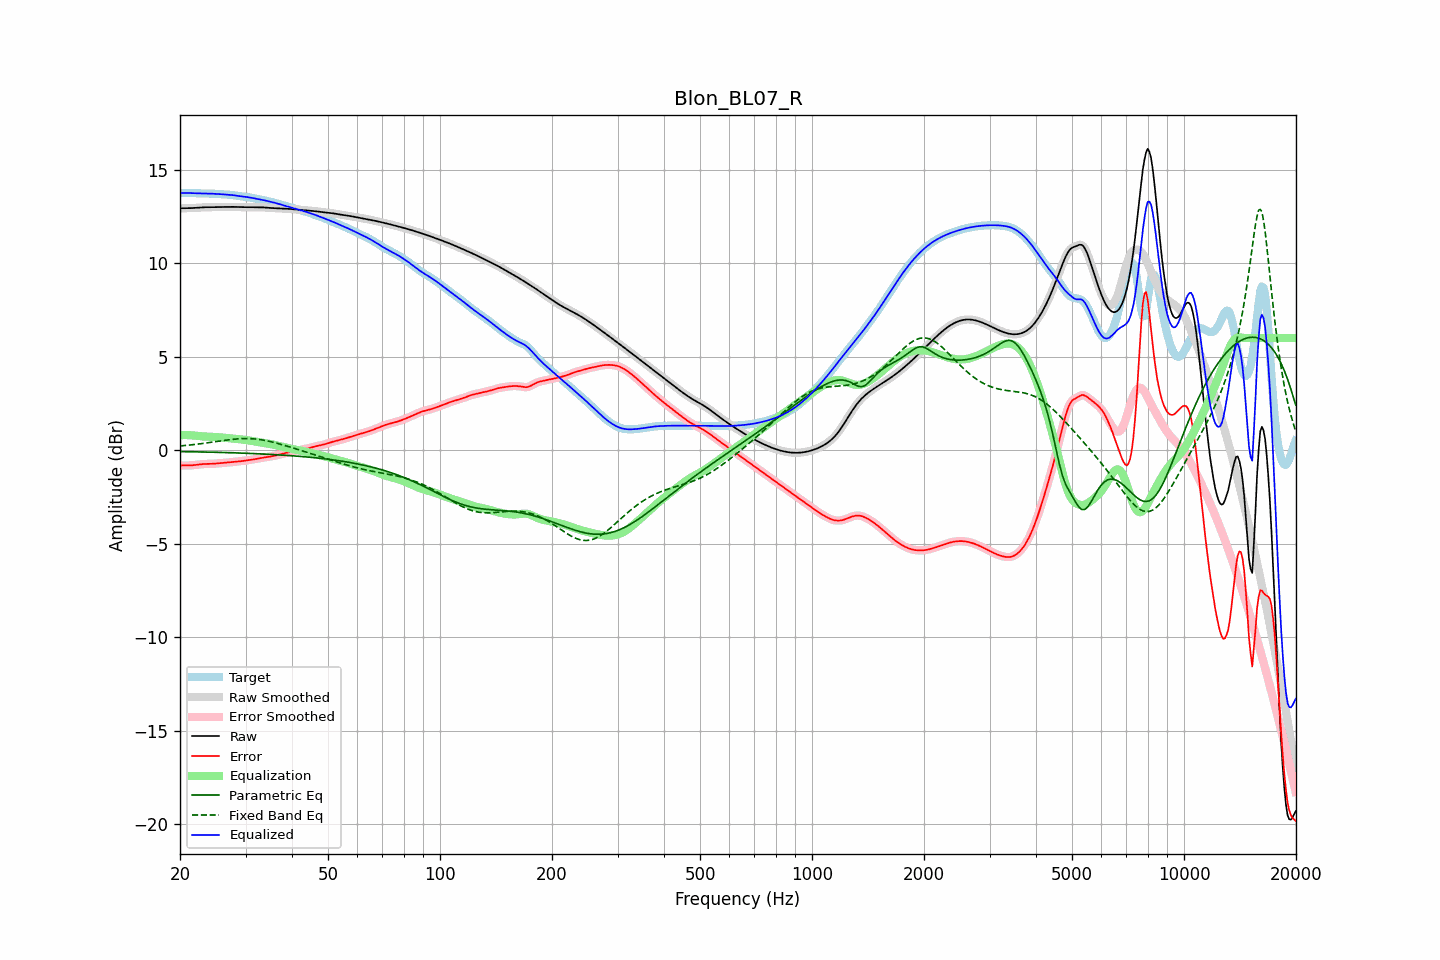 Blon_BL07_R
Amplitude (dBr)
15
10
5
0
−5
−10
−15
−20
Target
Raw Smoothed
Error Smoothed
Raw
Error
Equalization
Parametric Eq
Fixed Band Eq
Equalized
20
50
100
200
500
1000
2000
5000
10000
20000
Frequency (Hz)